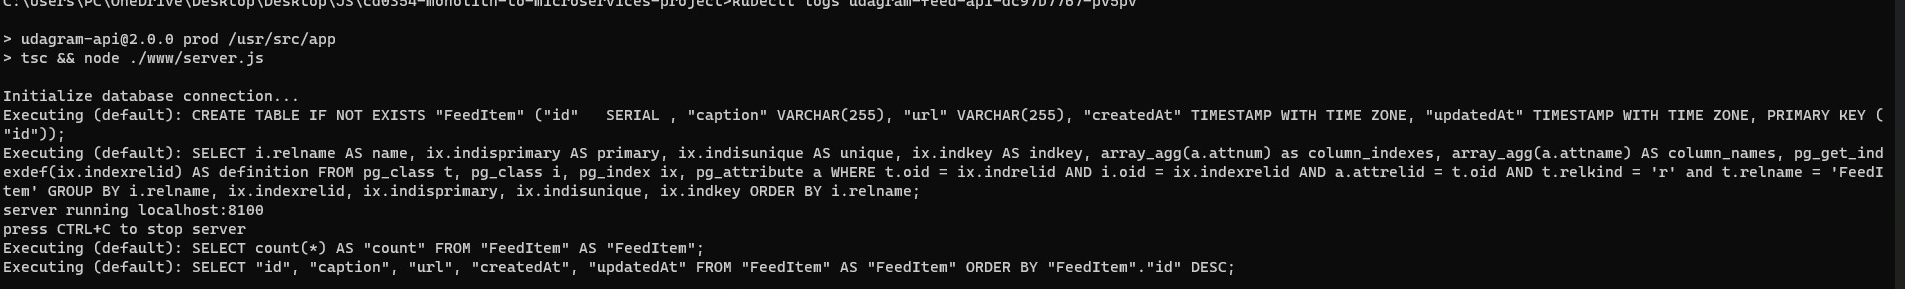 C:\Users\PC\OneDrive\Desktop\Desktop\JS\cd0354-monolith-to-microservices-project>kubectl logs udagram-feed-api-dc97b7767-pv5pv
> udagram-api@2.0.0 prod /usr/src/app
> tsc && node ./www/server.js
Initialize database connection...
Executing (default): CREATE TABLE IF NOT EXISTS "FeedItem" ("id"   SERIAL , "caption" VARCHAR(255), "url" VARCHAR(255), "createdAt" TIMESTAMP WITH TIME ZONE, "updatedAt" TIMESTAMP WITH TIME ZONE, PRIMARY KEY (
"id"));
Executing (default): SELECT i.relname AS name, ix.indisprimary AS primary, ix.indisunique AS unique, ix.indkey AS indkey, array_agg(a.attnum) as column_indexes, array_agg(a.attname) AS column_names, pg_get_ind
exdef(ix.indexrelid) AS definition FROM pg_class t, pg_class i, pg_index ix, pg_attribute a WHERE t.oid = ix.indrelid AND i.oid = ix.indexrelid AND a.attrelid = t.oid AND t.relkind = 'r' and t.relname = 'FeedI
tem' GROUP BY i.relname, ix.indexrelid, ix.indisprimary, ix.indisunique, ix.indkey ORDER BY i.relname;
server running localhost:8100
press CTRL+C to stop server
Executing (default): SELECT count(*) AS "count" FROM "FeedItem" AS "FeedItem";
Executing (default): SELECT "id", "caption", "url", "createdAt", "updatedAt" FROM "FeedItem" AS "FeedItem" ORDER BY "FeedItem"."id" DESC;